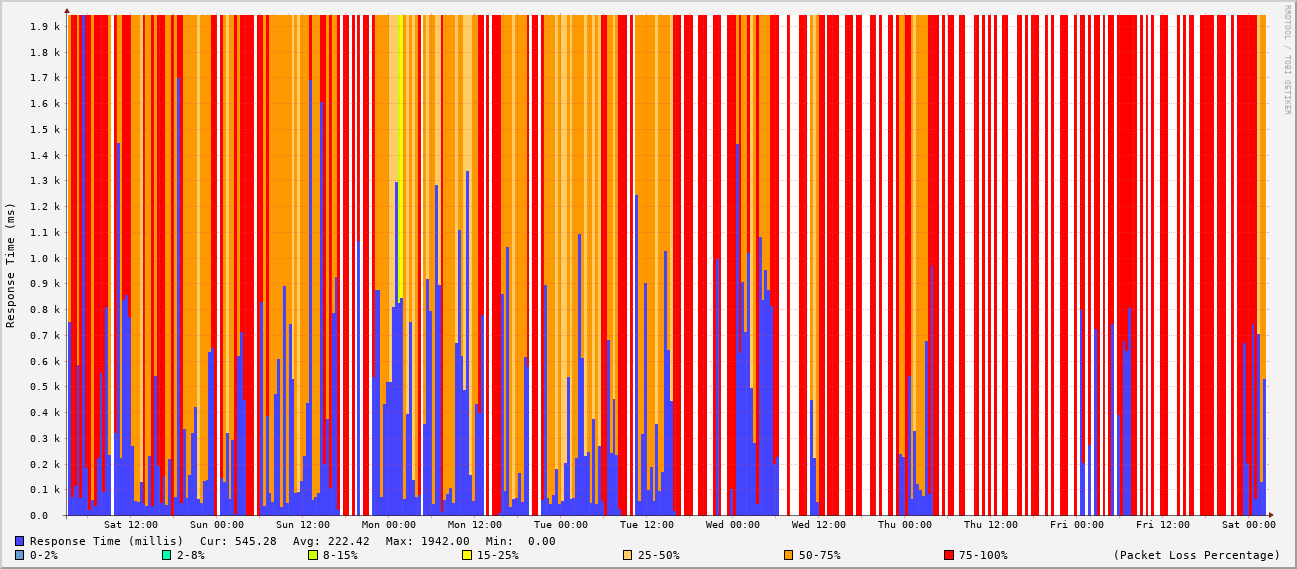 RRDTOOL / TOBI OETIKER
Response Time (ms)
1.9 k
1.8 k
1.7 k
1.6 k
1.5 k
1.4 k
1.3 k
1.2 k
1.1 k
1.0 k
0.9 k
0.8 k
0.7 k
0.6 k
0.5 k
0.4 k
0.3 k
0.2 k
0.1 k
0.0
Sat 12:00 Sun 00:00 Sun 12:00 Mon 00:00 Mon 12:00 Tue 00:00 Tue 12:00 Wed 00:00 Wed 12:00 Thu 00:00 Thu 12:00 Fri 00:00 Fri 12:00 Sat 00:00
Response Time (millis) Cur: 545.28 Avg: 222.42 Max: 1942.00 Min: 0.00
0-2% 2-8% 8-15% 15-25% 25-50% 50-75% 75-100% (Packet Loss Percentage)